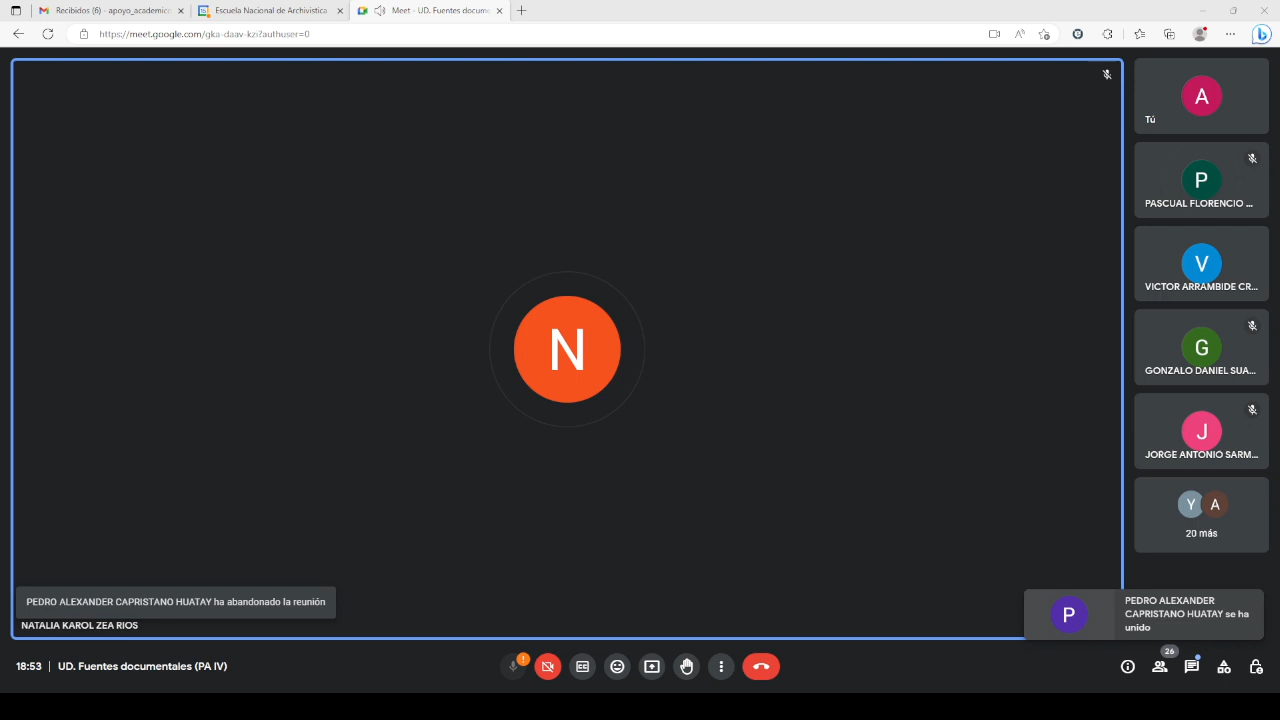 Recibidos (6) - apoyo_academic
Escuela Nacional de Archivística
Meet - UD. Fuentes docume
https://meet.google.com/gka-daav-kzi?authuser=0
A
Tú
P
PASCUAL FLORENCIO ...
V
VICTOR ARRAMBIDE CR...
G
GONZALO DANIEL SUA...
J
JORGE ANTONIO SARM...
Y A
20 más
N
PEDRO ALEXANDER CAPRISTANO HUATAY ha abandonado la reunión
NATALIA KAROL ZEA RIOS
P
PEDRO ALEXANDER
CAPRISTANO HUATAY se ha
unido
18:53 | UD. Fuentes documentales (PA IV)
26